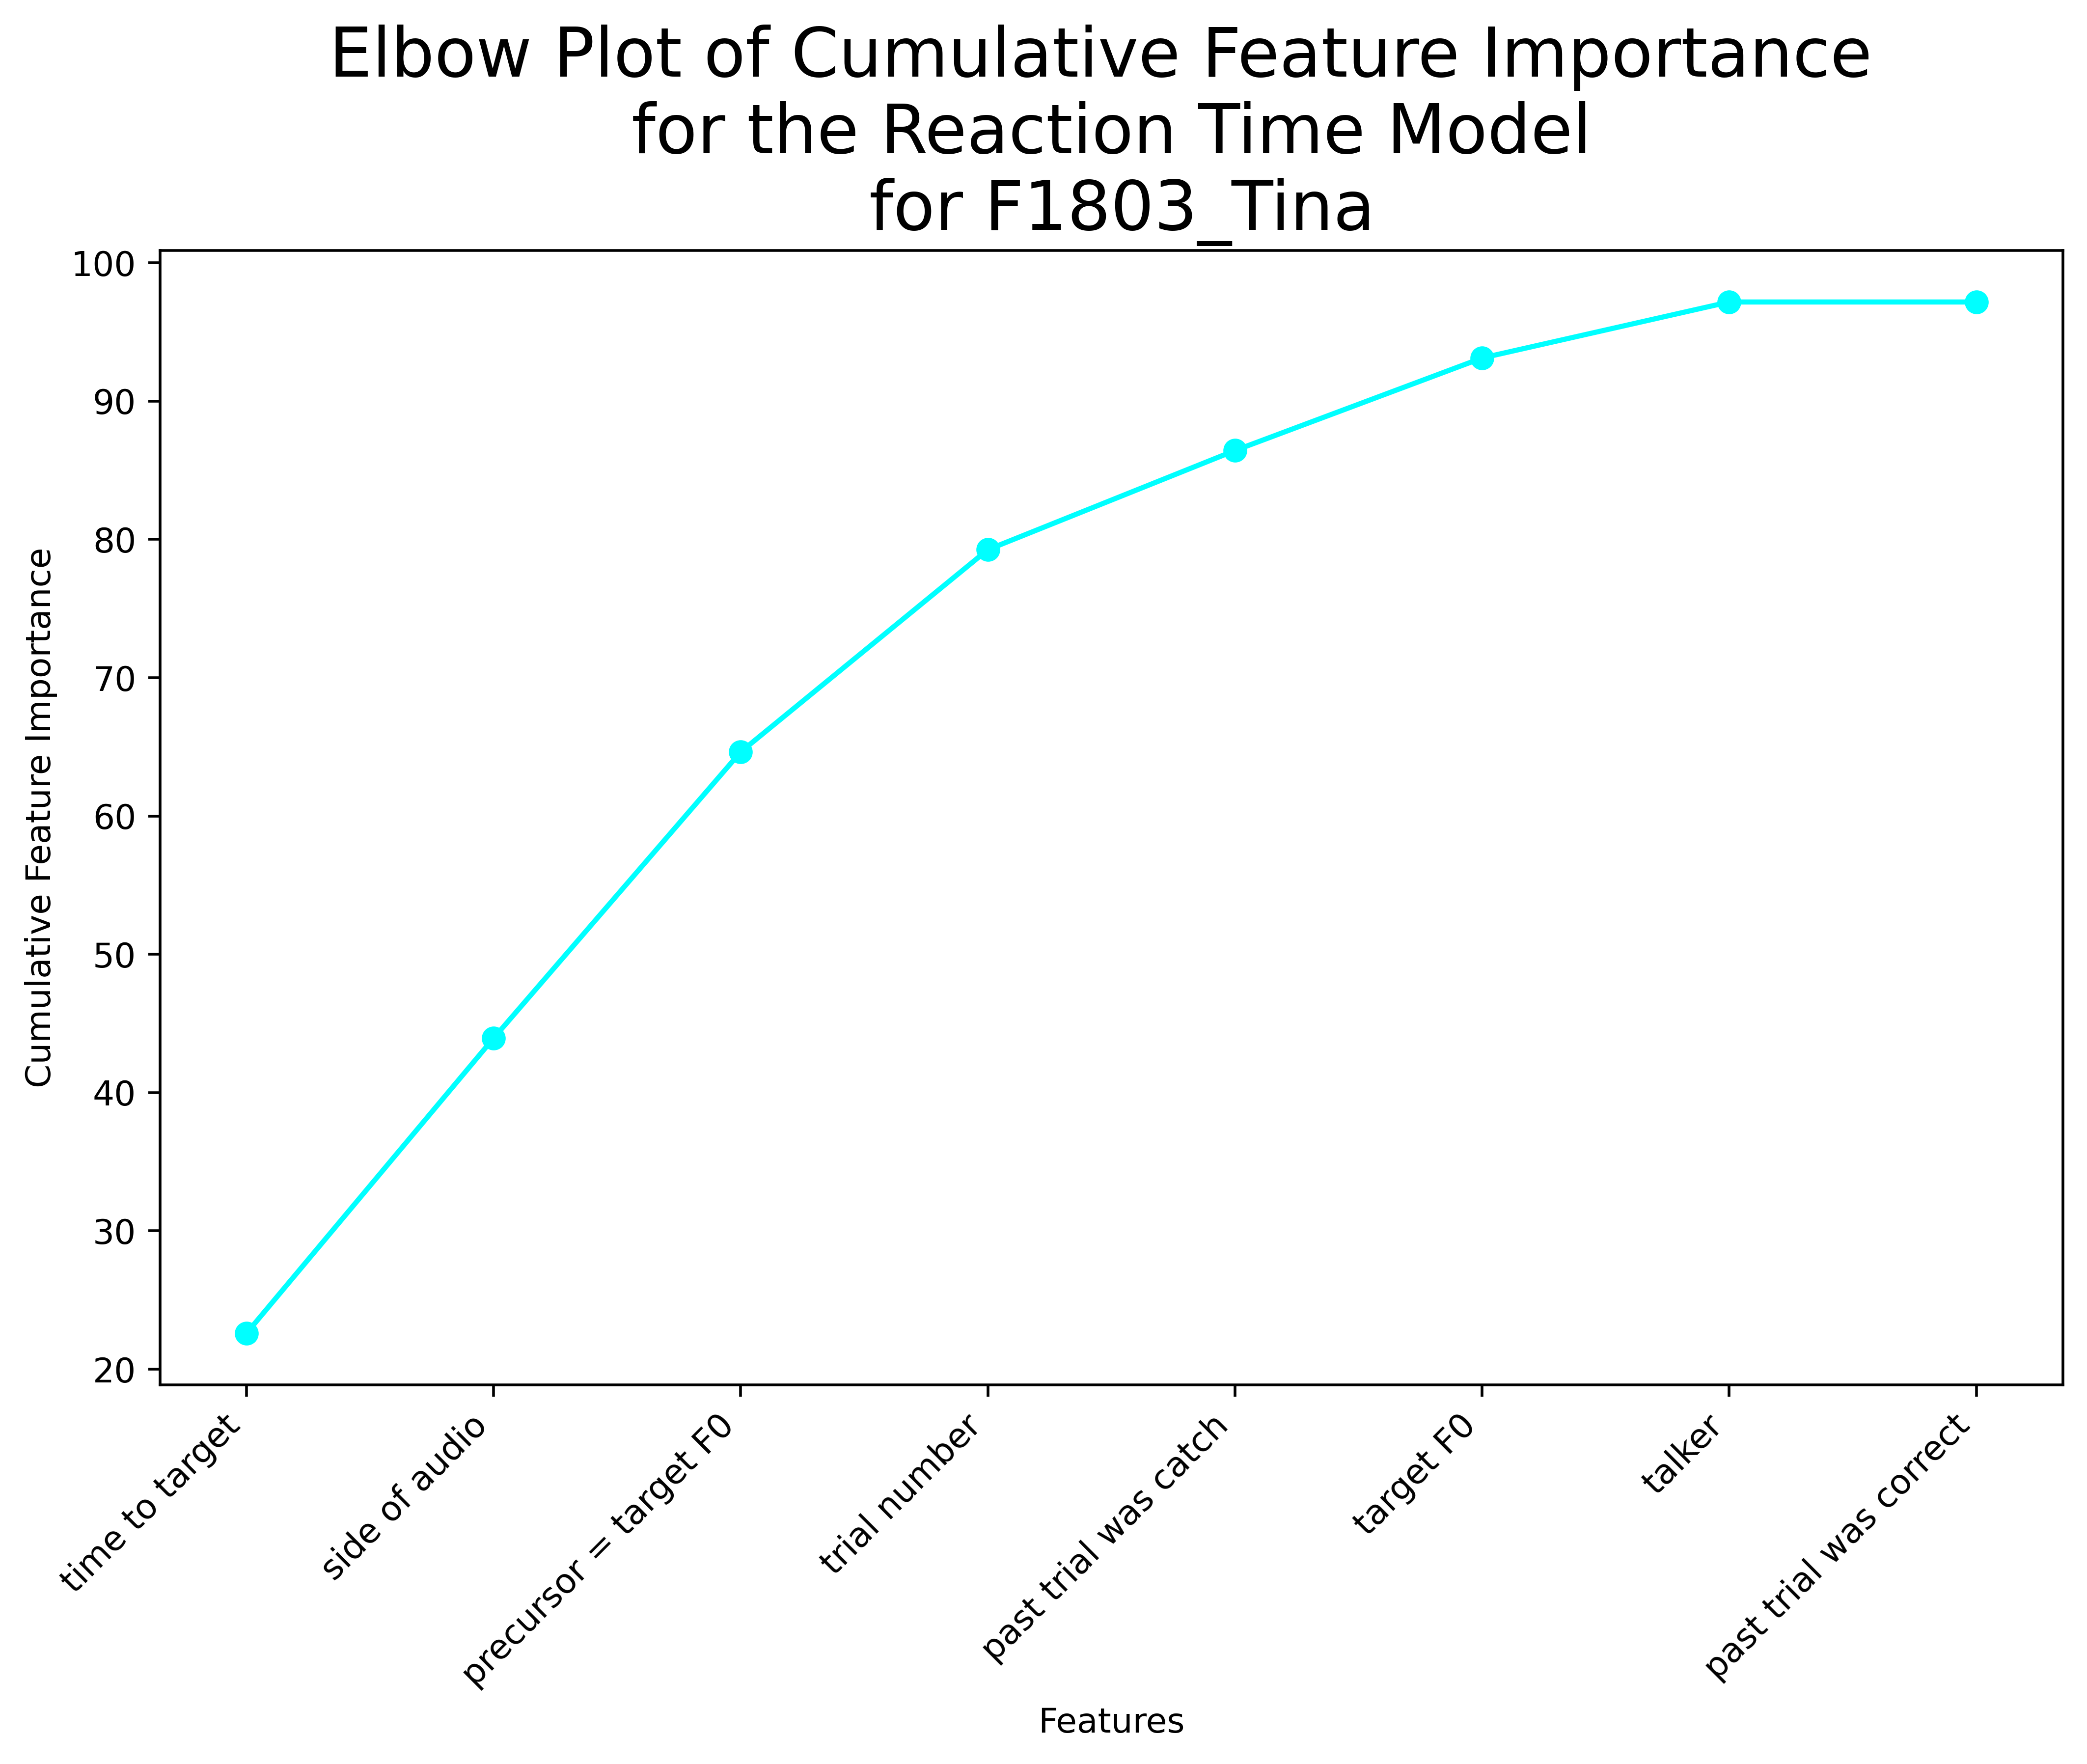 Elbow Plot of Cumulative Feature Importance
for the Reaction Time Model
for F1803_Tina
100
90
80
70
60
50
40
30
20
Cumulative Feature Importance
time to target
side of audio
precursor = target F0
trial number
past trial was catch
target F0
talker
past trial was correct
Features